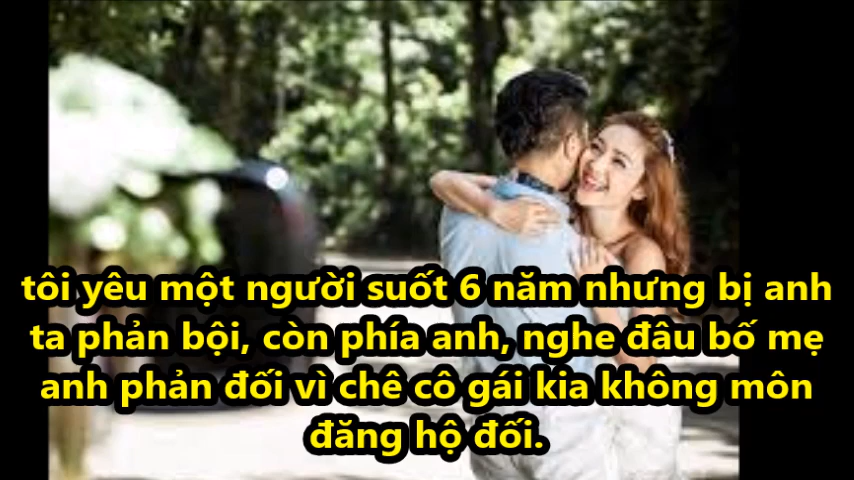 tôi yêu một người suốt 6 năm nhưng bị anh
ta phản bội, còn phía anh, nghe đâu bố mẹ
anh phản đối vì chê cô gái kia không môn
đăng hộ đối.